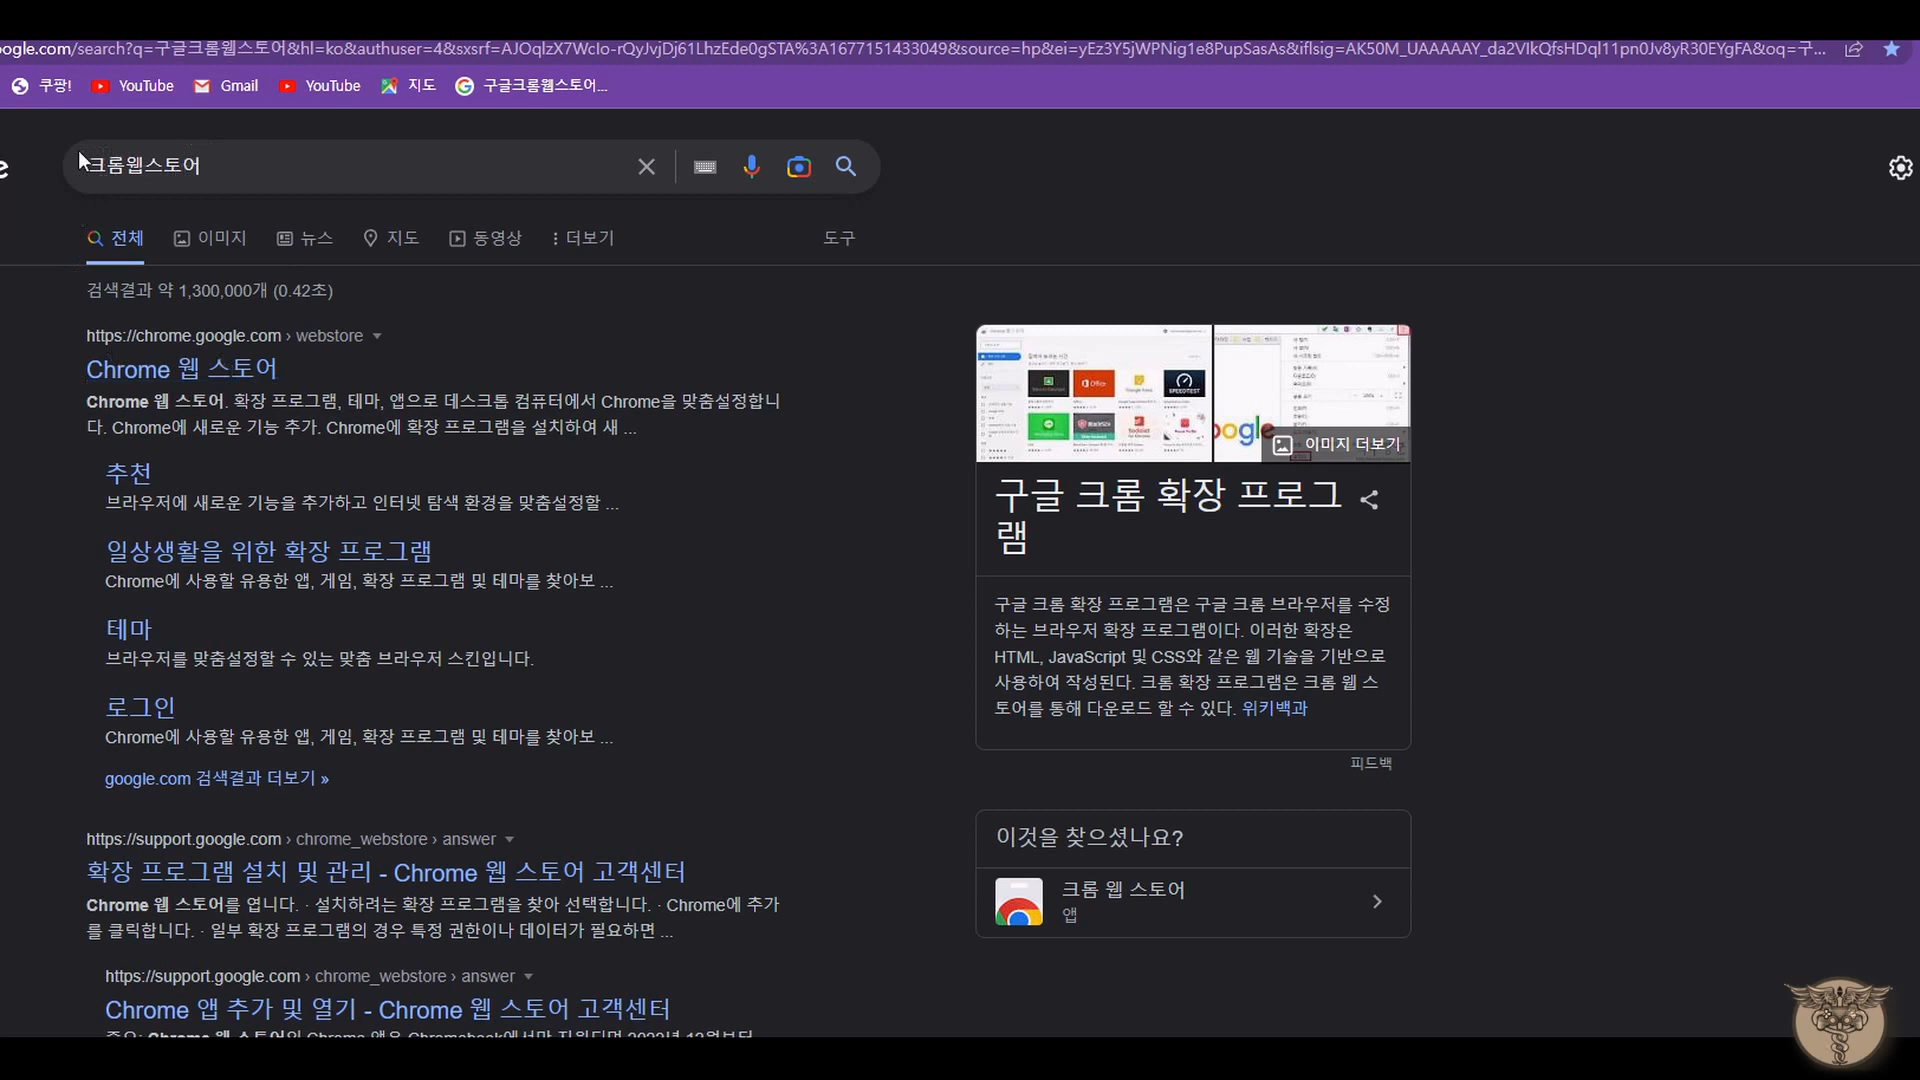 ogle.com/search?q=구글크롬웹스토어&hl=ko&authuser=4&sxsrf=AJOqlzX7WcIo-rQyJvjDj61LhzEde0gSTA%3A1677151433049&source=hp&ei=yEz3Y5jWPNig1e8PupSasAs&iflsig=AK50M_UAAAAAY_da2VIkQfsHDql11pn0Jv8yR30EYgFA&oq=구...
쿠팡! YouTube Gmail YouTube 지도 구글크롬웹스토어...
e 크롬웹스토어
전체 이미지 뉴스 지도 동영상 더보기 도구
검색결과 약 1,300,000개 (0.42초)
https://chrome.google.com › webstore
Chrome 웹 스토어
Chrome 웹 스토어. 확장 프로그램, 테마, 앱으로 데스크톱 컴퓨터에서 Chrome을 맞춤설정합니
다. Chrome에 새로운 기능 추가. Chrome에 확장 프로그램을 설치하여 새 ...
추천
브라우저에 새로운 기능을 추가하고 인터넷 탐색 환경을 맞춤설정할 ...
일상생활을 위한 확장 프로그램
Chrome에 사용할 유용한 앱, 게임, 확장 프로그램 및 테마를 찾아보 ...
테마
브라우저를 맞춤설정할 수 있는 맞춤 브라우저 스킨입니다.
로그인
Chrome에 사용할 유용한 앱, 게임, 확장 프로그램 및 테마를 찾아보 ...
google.com 검색결과 더보기 »
https://support.google.com › chrome_webstore › answer
확장 프로그램 설치 및 관리 - Chrome 웹 스토어 고객센터
Chrome 웹 스토어를 엽니다. · 설치하려는 확장 프로그램을 찾아 선택합니다. · Chrome에 추가
를 클릭합니다. · 일부 확장 프로그램의 경우 특정 권한이나 데이터가 필요하면 ...
https://support.google.com › chrome_webstore › answer
Chrome 앱 추가 및 열기 - Chrome 웹 스토어 고객센터
Office
SPEEDTEST
oogle
이미지 더보기
구글 크롬 확장 프로그
램
구글 크롬 확장 프로그램은 구글 크롬 브라우저를 수정
하는 브라우저 확장 프로그램이다. 이러한 확장은
HTML, JavaScript 및 CSS와 같은 웹 기술을 기반으로
사용하여 작성된다. 크롬 확장 프로그램은 크롬 웹 스
토어를 통해 다운로드 할 수 있다. 위키백과
피드백
이것을 찾으셨나요?
크롬 웹 스토어
앱